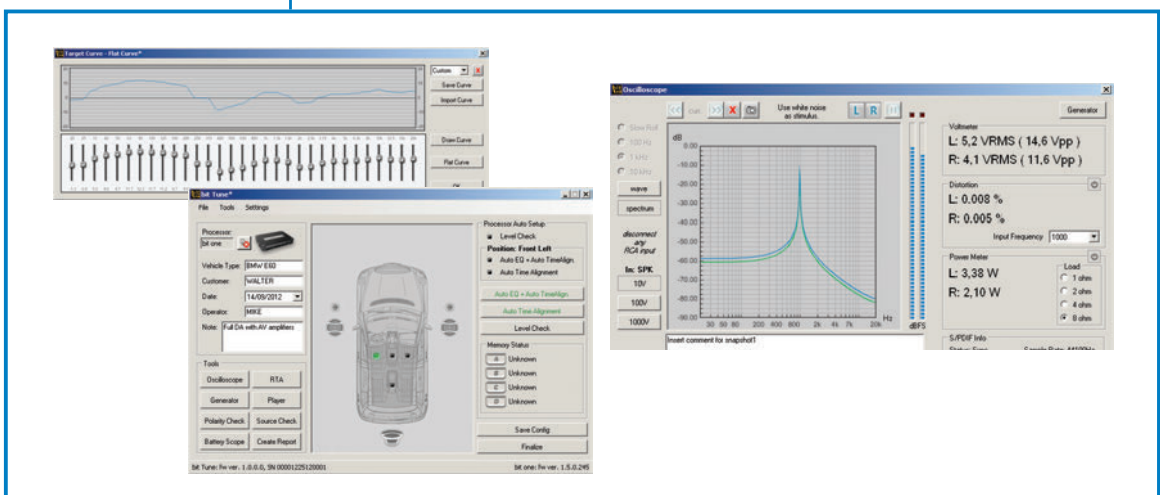 Target Curve - Flat Curve*
Custom
Save Curve
Import Curve
Draw Curve
Flat Curve
OK
bit Tune*
File Tools Settings
Processor:
bit one
Vehicle Type: BMW E60
Customer: WALTER
Date: 14/09/2012
Operator: MIKE
Note: Full DA with AV amplifiers
Tools
Oscilloscope RTA
Generator Player
Polarity Check Source Check
Battery Scope Create Report
Processor Auto Setup
Level Check
Position: Front Left
Auto EQ + Auto TimeAlign.
Auto Time Alignment
Auto EQ + Auto TimeAlign.
Auto Time Alignment
Level Check
Memory Status
A Unknown
B Unknown
C Unknown
D Unknown
Save Config
Finalize
bit Tune: fw ver. 1.0.0.0, SN 00001225120001
bit one: fw ver. 1.5.0.245
Oscilloscope
<< >> X
Use white noise
as stimulus.
L R
Generator
Slow Roll
100 Hz
1 kHz
10 kHz
wave
spectrum
disconnect
any
RCA input
In: SPK
10V
100V
1000V
dB
0.00
-10.00
-20.00
-30.00
-40.00
-50.00
-60.00
-70.00
-80.00
-90.00
30 50 80 200 400 800 2k 4k 7k 20k
Hz
dBFS
Insert comment for snapshot1
Voltmeter
L: 5,2 VRMS ( 14,6 Vpp )
R: 4,1 VRMS ( 11,6 Vpp )
Distortion
L: 0.008 %
R: 0.005 %
Input Frequency 1000
Power Meter
L: 3,38 W
R: 2,10 W
Load
1 ohm
2 ohm
4 ohm
8 ohm
S/PDIF Info